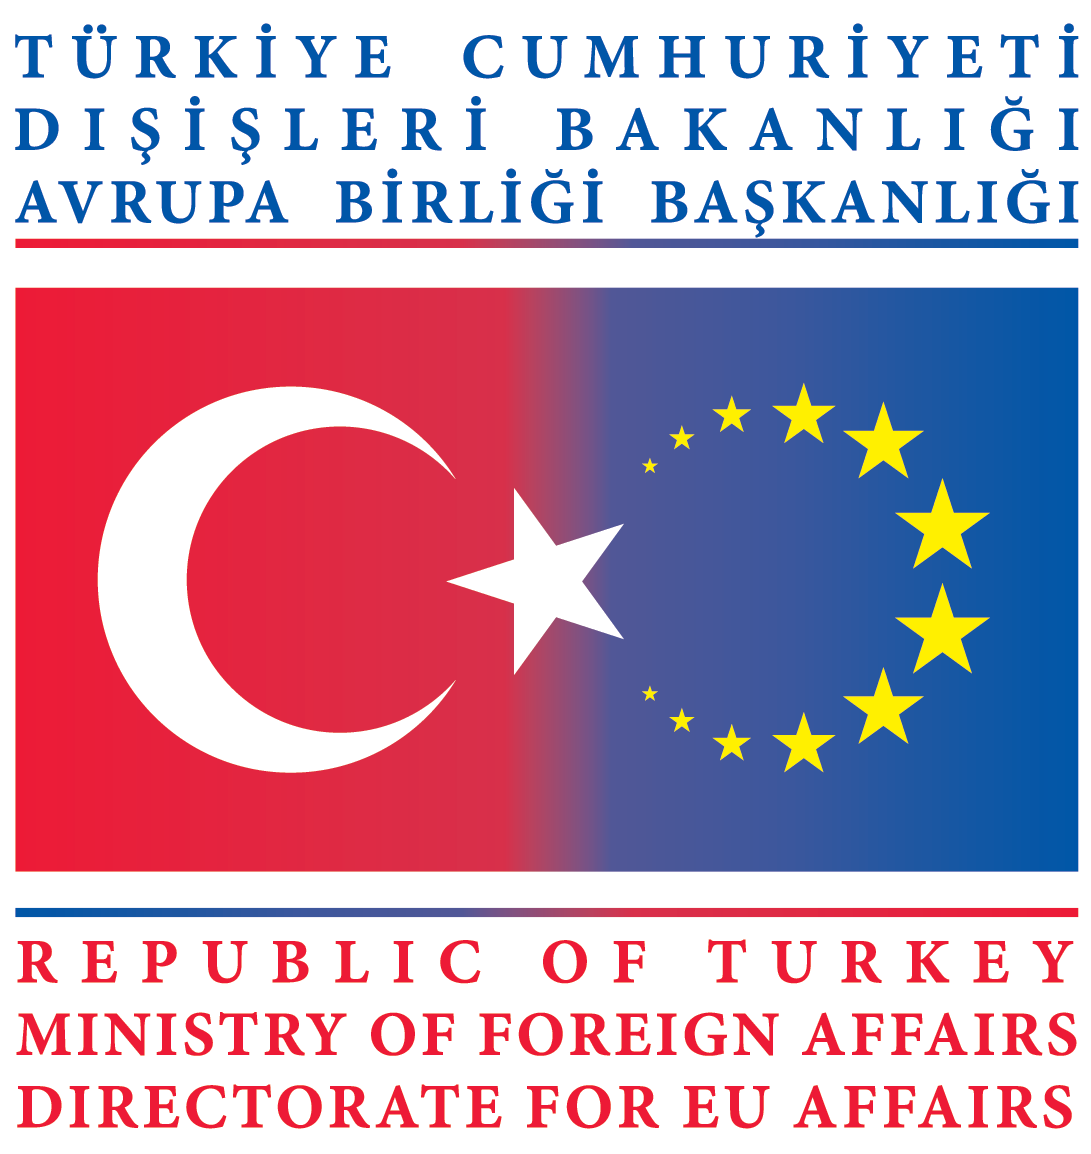 TÜRKİYE CUMHURİYETİ
DIŞİŞLERİ BAKANLIĞI
AVRUPA BİRLİĞİ BAŞKANLIĞI
REPUBLIC OF TURKEY
MINISTRY OF FOREIGN AFFAIRS
DIRECTORATE FOR EU AFFAIRS